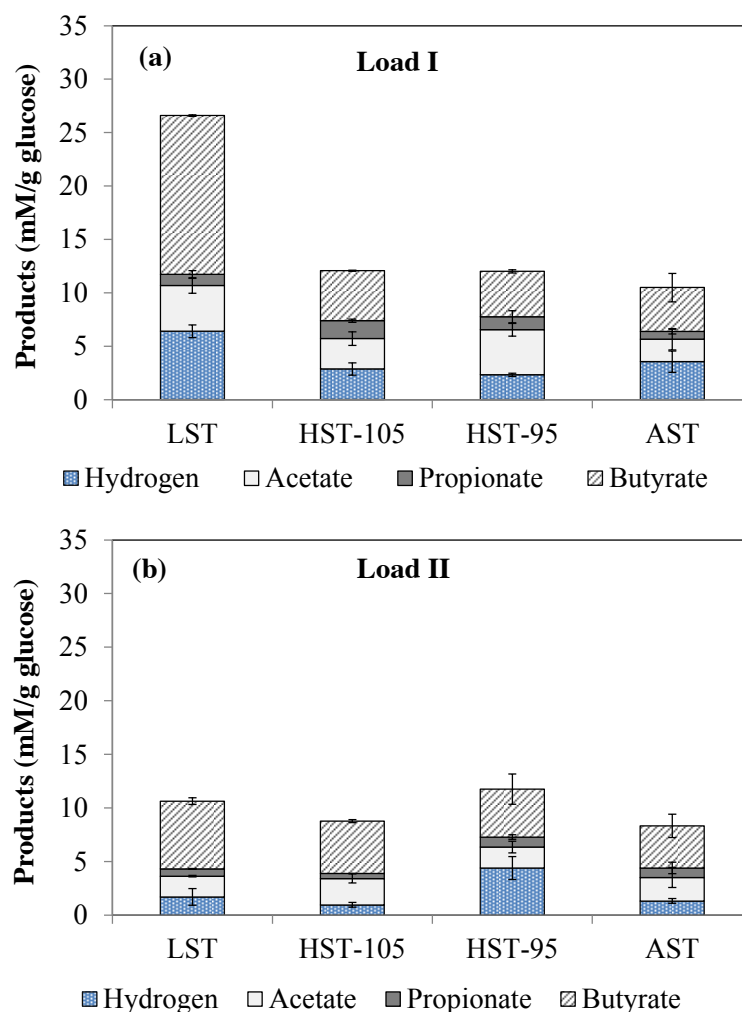 (a)
Load I
Products (mM/g glucose)
35
30
25
20
15
10
5
0
LST HST-105 HST-95 AST
Hydrogen Acetate Propionate Butyrate
(b)
Load II
Products (mM/g glucose)
35
30
25
20
15
10
5
0
LST HST-105 HST-95 AST
Hydrogen Acetate Propionate Butyrate